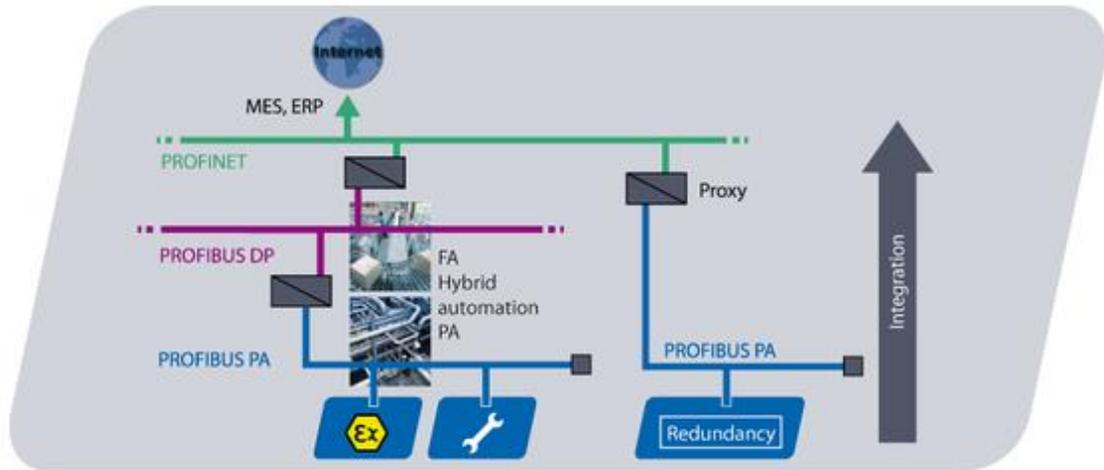 Internet
MES, ERP
PROFINET
Proxy
PROFIBUS DP
FA
Hybrid
automation
PA
Integration
PROFIBUS PA
PROFIBUS PA
Ex
Redundancy